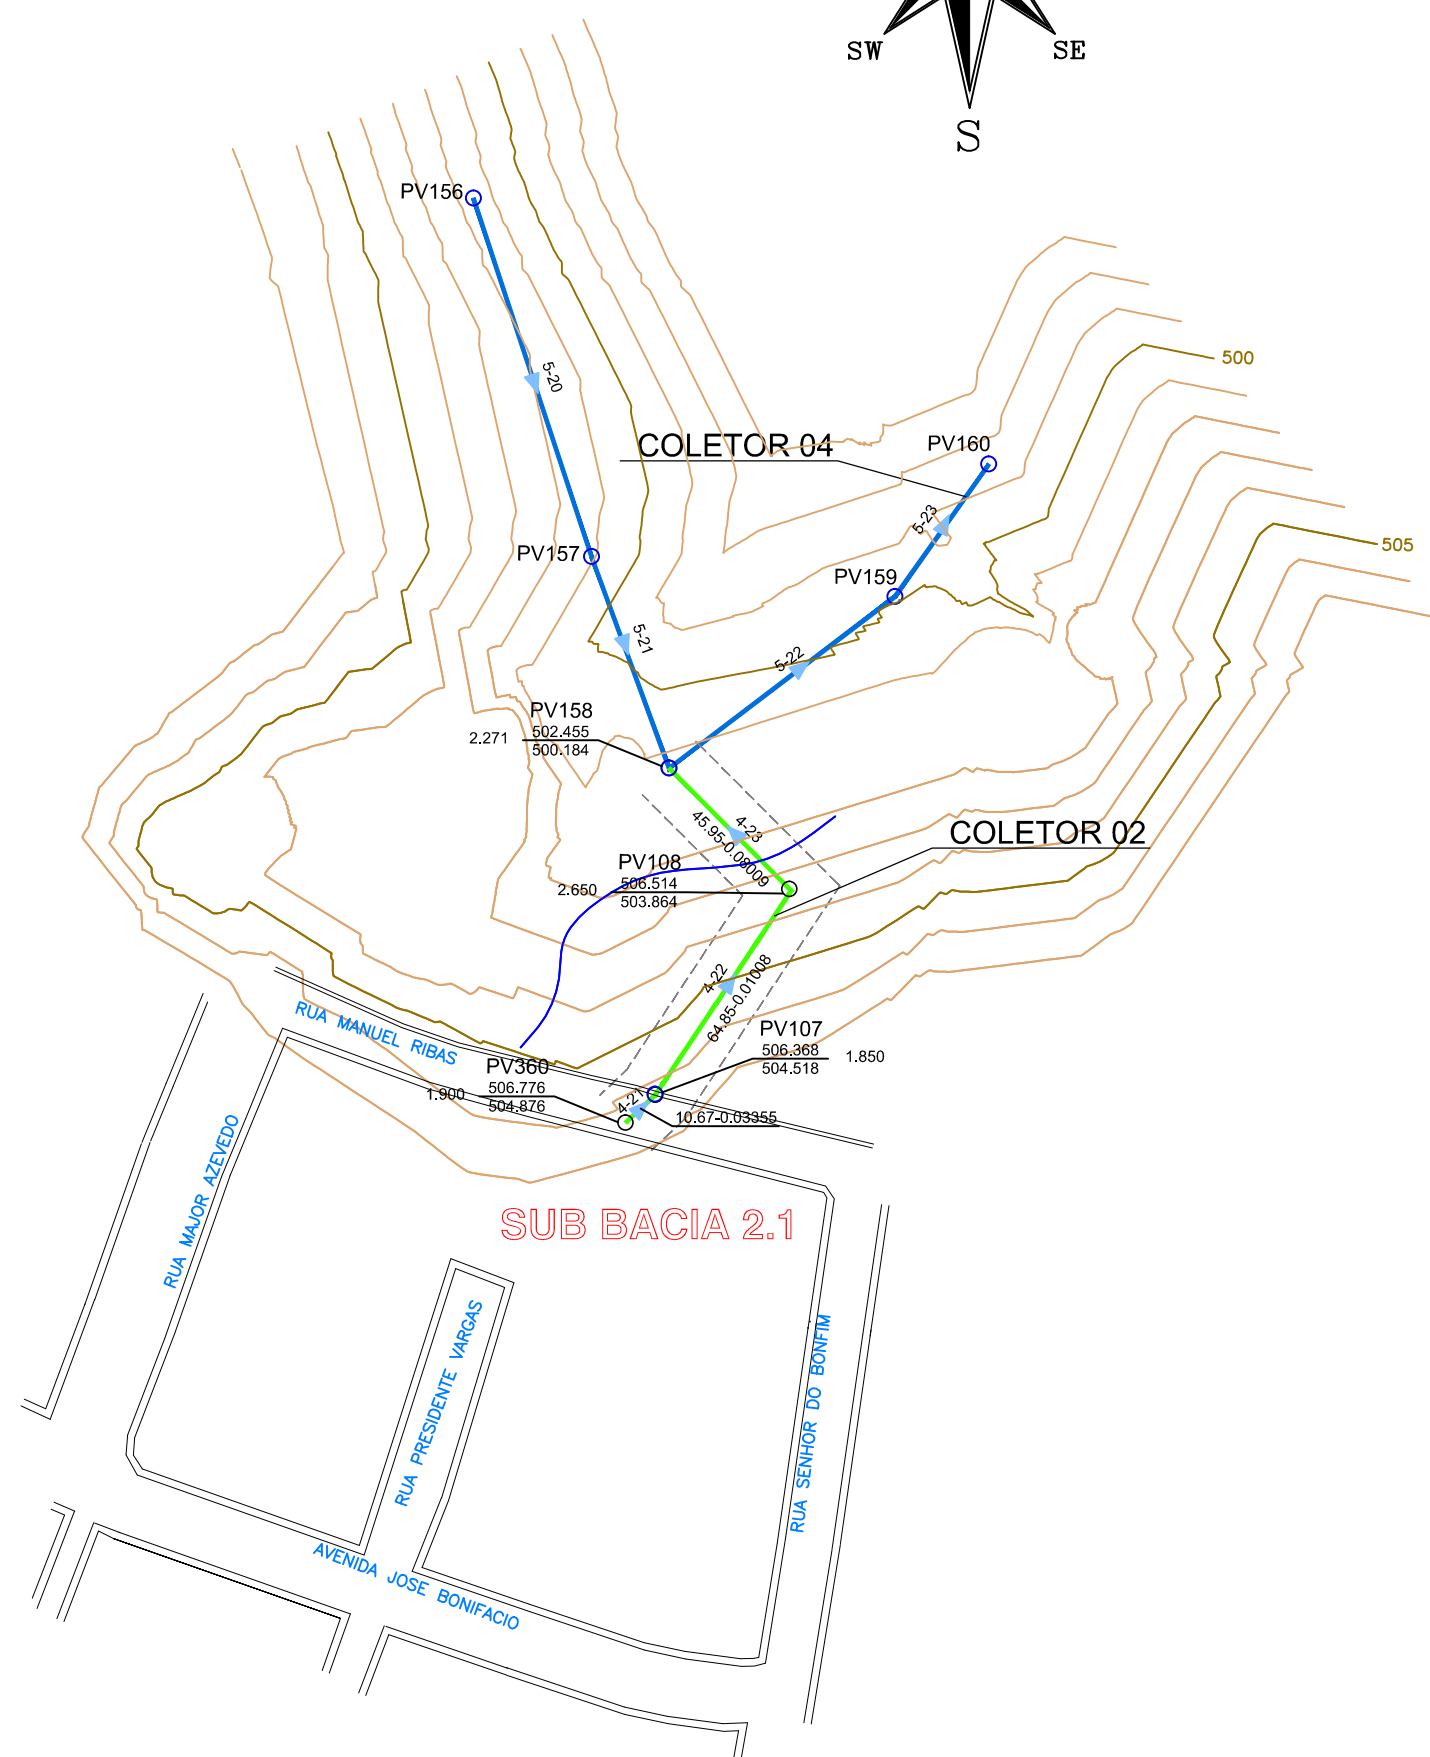 SW
SE
S
PV156
5-20
500
COLETOR 04
PV160
5-23
505
PV157
PV159
5-21
5-22
PV158
502.455
2.271
500.184
4-23
45.95-0.08009
COLETOR 02
PV108
506.514
2.650
503.864
4-22
64.85-0.01008
RUA MANUEL RIBAS
PV107
506.368
1.850
504.518
PV360
506.776
1.900
504.876
4-21
10.67-0.03355
RUA MAJOR AZEVEDO
SUB BACIA 2.1
RUA PRESIDENTE VARGAS
RUA SENHOR DO BONFIM
AVENIDA JOSE BONIFACIO